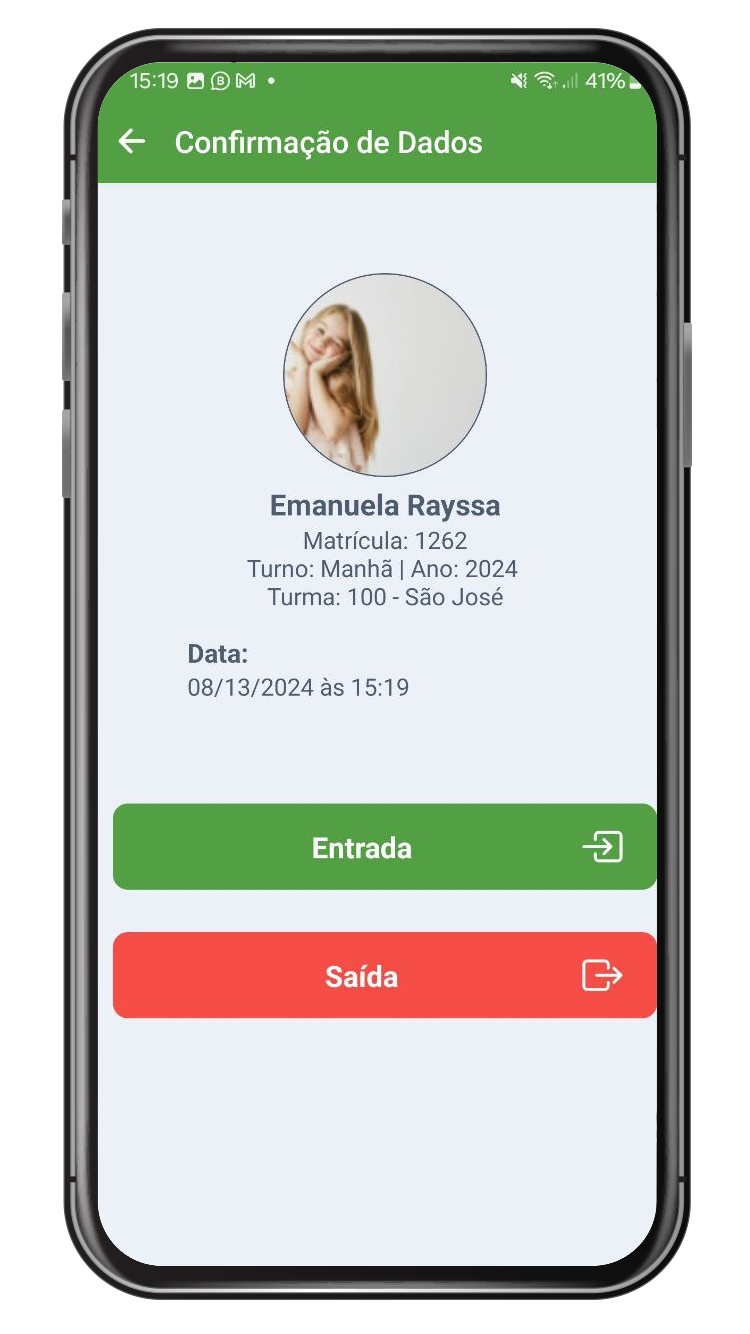 15:19 41%
Confirmação de Dados
Emanuela Rayssa
Matrícula: 1262
Turno: Manhã | Ano: 2024
Turma: 100 - São José
Data:
08/13/2024 às 15:19
Entrada
Saída